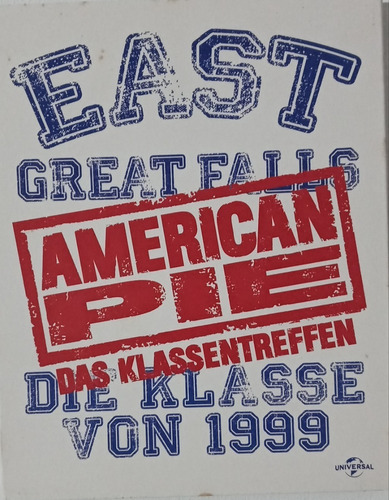 EAST
GREAT FALLS
AMERICAN
PIE
DAS KLASSENTREFFEN
DIE KLASSE
VON 1999
UNIVERSAL